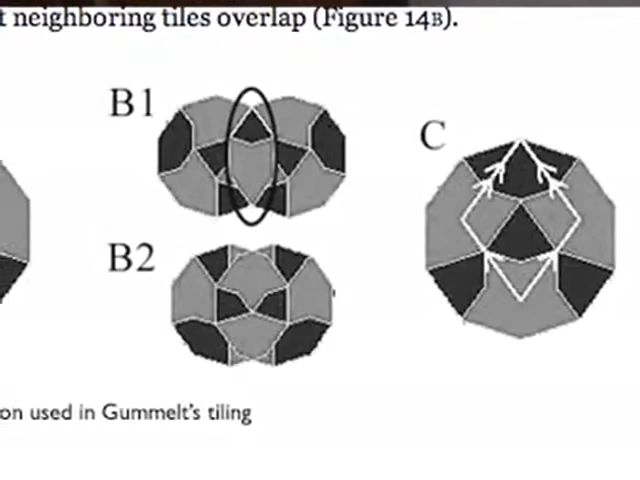 t neighboring tiles overlap (Figure 14B).
B1
C
B2
on used in Gummelt's tiling